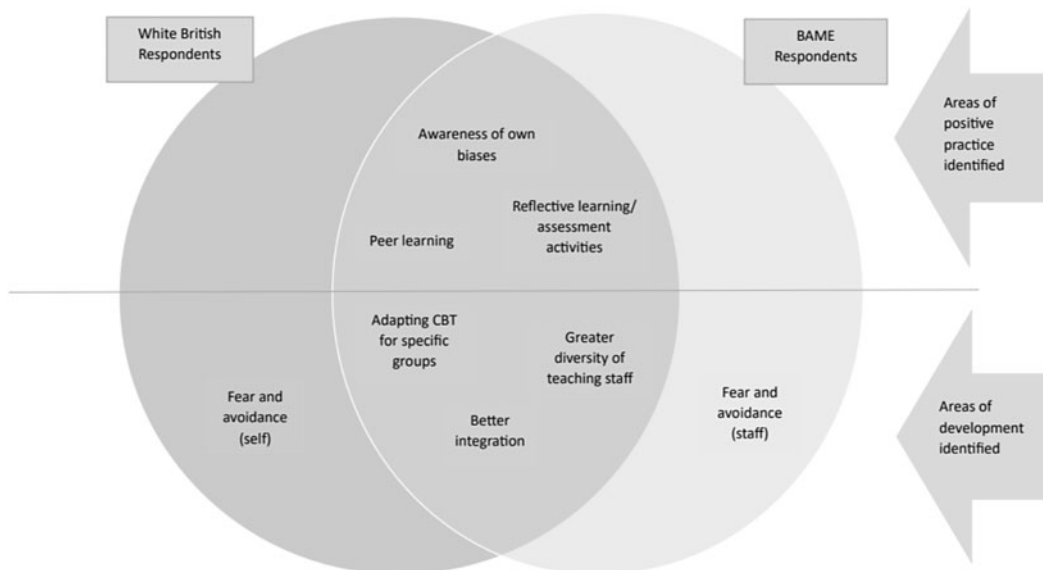 White British
Respondents
BAME
Respondents
Areas of
positive
practice
identified
Awareness of own
biases
Reflective learning/
assessment
activities
Peer learning
Adapting CBT
for specific
groups
Greater
diversity of
teaching staff
Fear and
avoidance
(self)
Better
integration
Fear and
avoidance
(staff)
Areas of
development
identified